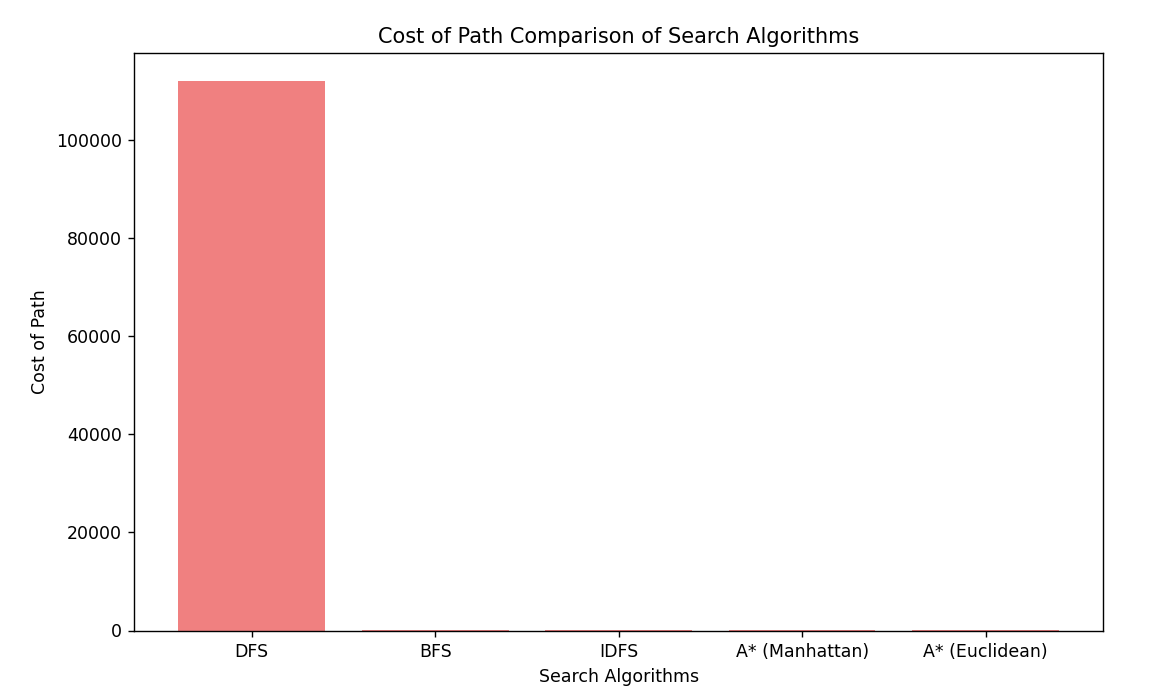 Cost of Path Comparison of Search Algorithms
Cost of Path
100000
80000
60000
40000
20000
0
DFS
BFS
IDFS
A* (Manhattan)
A* (Euclidean)
Search Algorithms